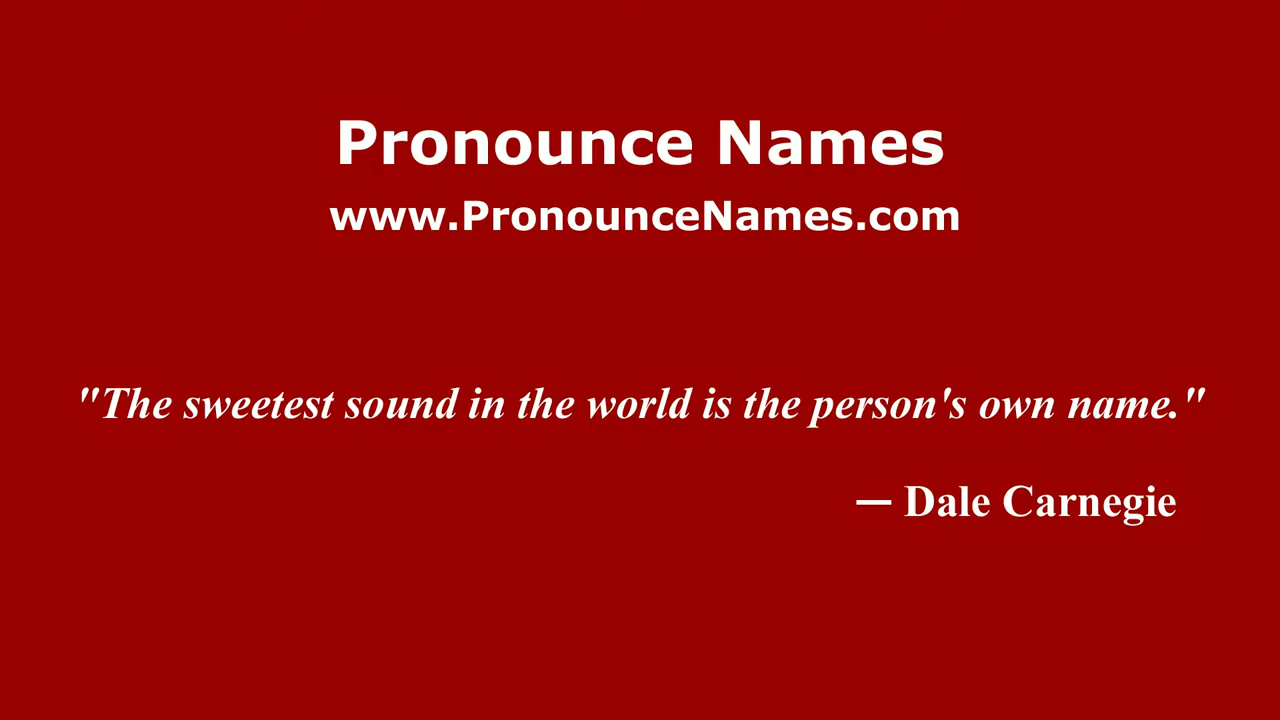 Pronounce Names
www.PronounceNames.com
"The sweetest sound in the world is the person's own name."
— Dale Carnegie